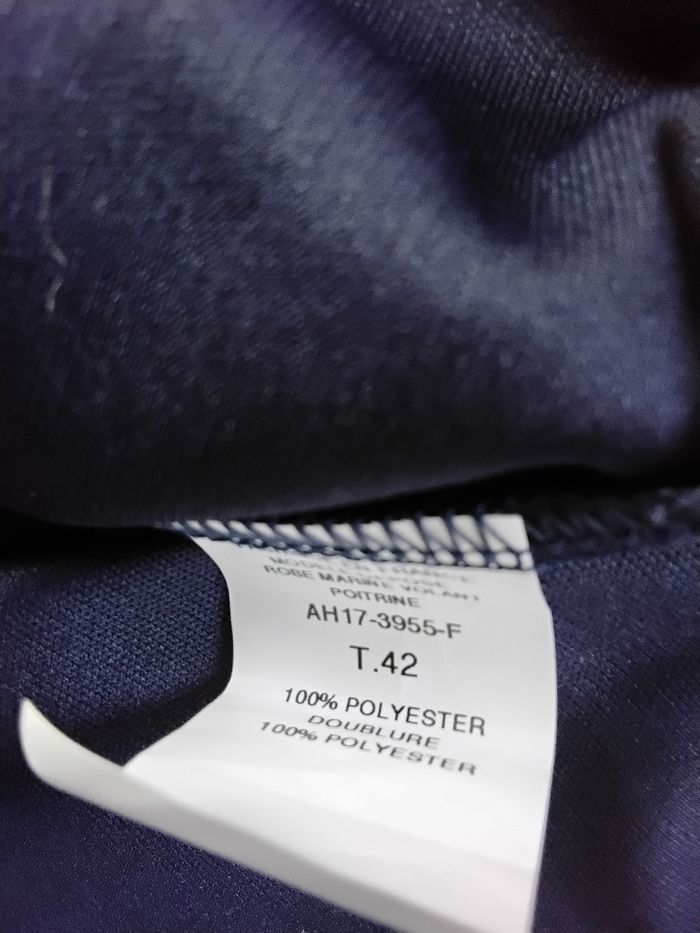 ROBE MARINE VOLANT
POITRINE
AH17-3955-F
T.42
100% POLYESTER
DOUBLURE
100% POLYESTER